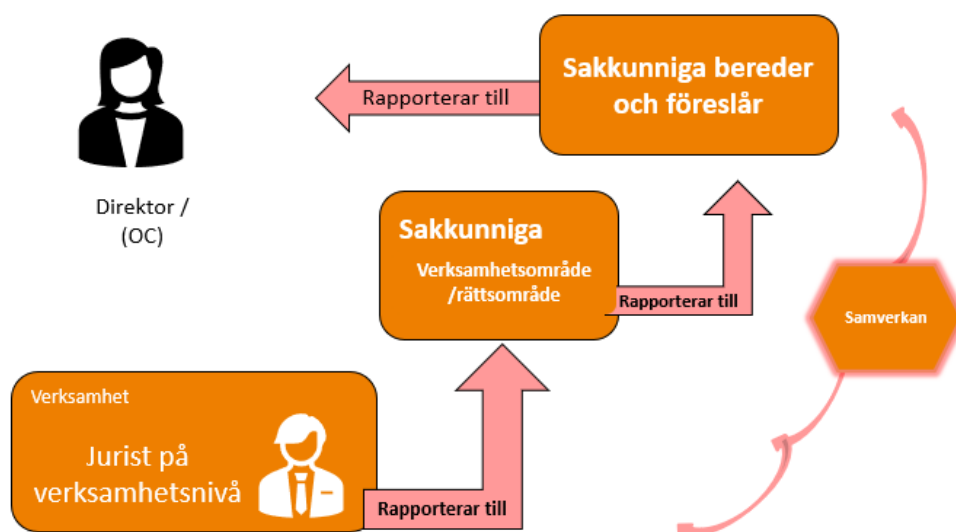 Sakkunniga bereder
och föreslår
Rapporterar till
Direktor /
(OC)
Sakkunniga
Verksamhetsområde
/rättsområde
Rapporterar till
Samverkan
Verksamhet
Jurist på
verksamhetsnivå
Rapporterar till